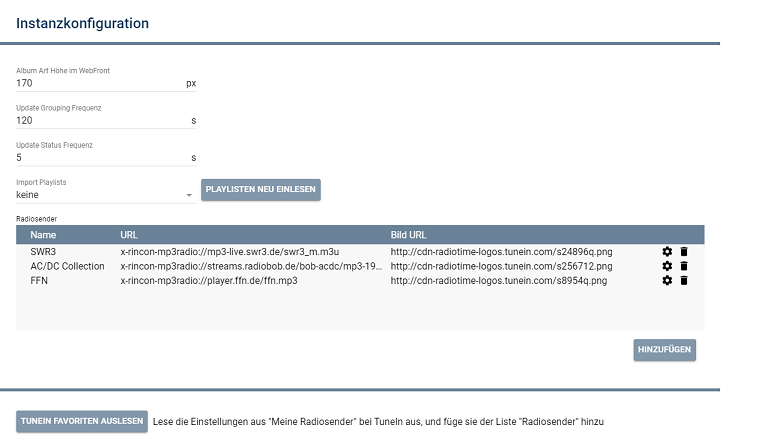 Instanzkonfiguration
Album Art Höhe im WebFront
170 px
Update Grouping Frequenz
120 s
Update Status Frequenz
5 s
Import Playlists
keine PLAYLISTEN NEU EINLESEN
Radiosender
Name URL Bild URL
SWR3 x-rincon-mp3radio://mp3-live.swr3.de/swr3_m.m3u http://cdn-radiotime-logos.tunein.com/s24896q.png
AC/DC Collection x-rincon-mp3radio://streams.radiobob.de/bob-acdc/mp3-19... http://cdn-radiotime-logos.tunein.com/s256712.png
FFN x-rincon-mp3radio://player.ffn.de/ffn.mp3 http://cdn-radiotime-logos.tunein.com/s8954q.png
HINZUFÜGEN
TUNEIN FAVORITEN AUSLESEN Lese die Einstellungen aus "Meine Radiosender" bei TuneIn aus, und füge sie der Liste "Radiosender" hinzu